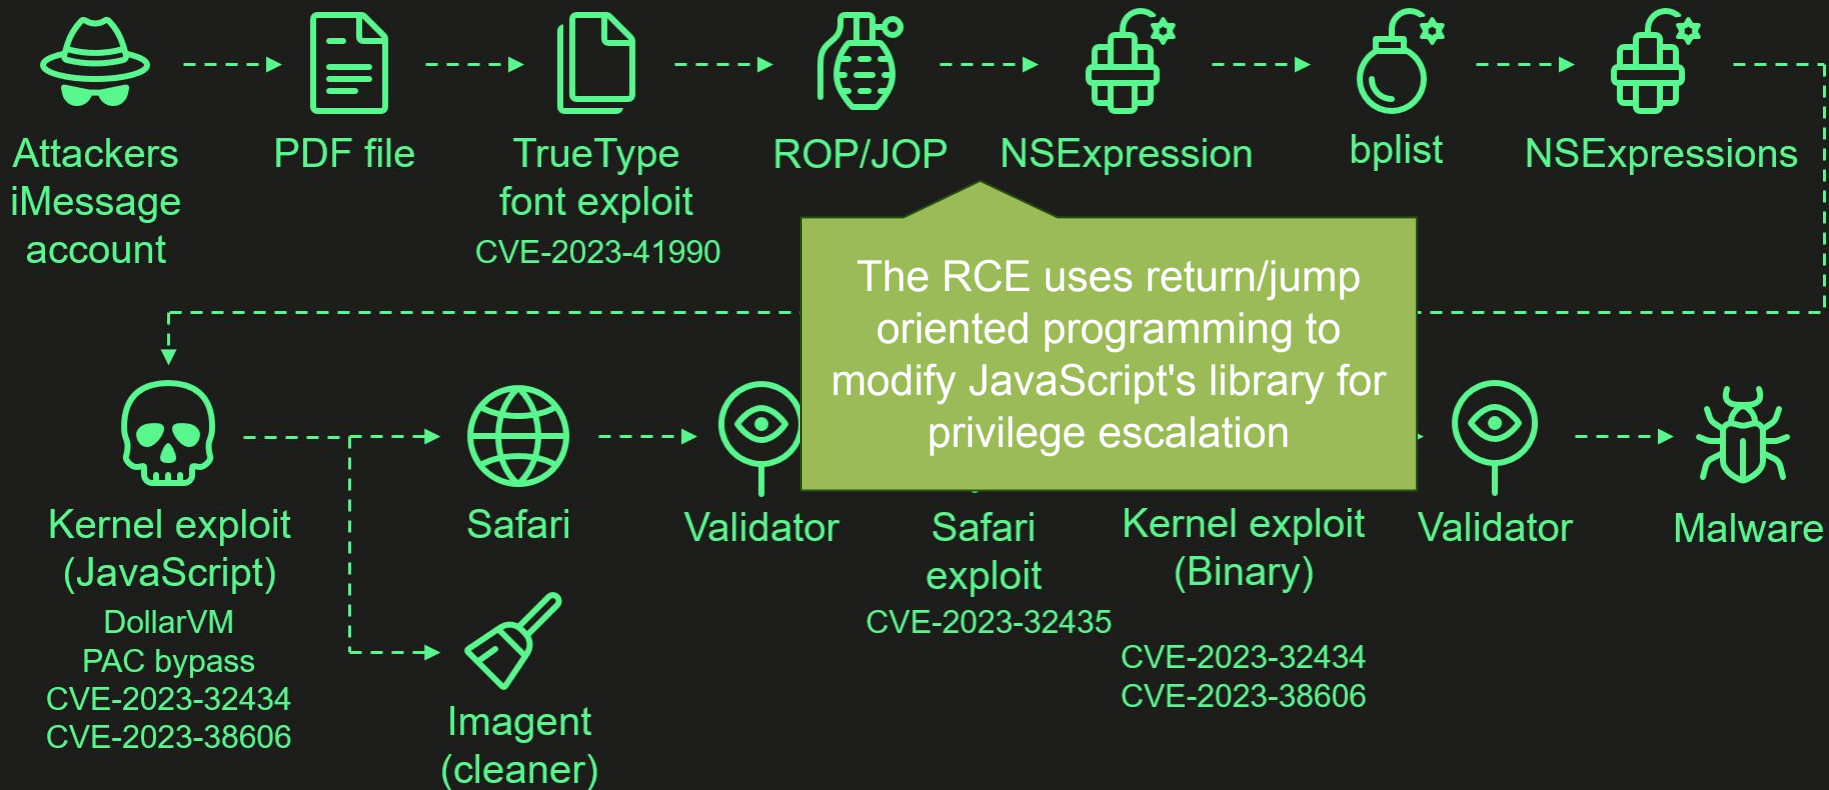 Attackers
iMessage
account
PDF file
TrueType
font exploit
CVE-2023-41990
ROP/JOP
NSExpression
bplist
NSExpressions
The RCE uses return/jump
oriented programming to
modify JavaScript's library for
privilege escalation
Kernel exploit
(JavaScript)
DollarVM
PAC bypass
CVE-2023-32434
CVE-2023-38606
Safari
Imagent
(cleaner)
Validator
Safari
exploit
CVE-2023-32435
Kernel exploit
(Binary)
CVE-2023-32434
CVE-2023-38606
Validator
Malware